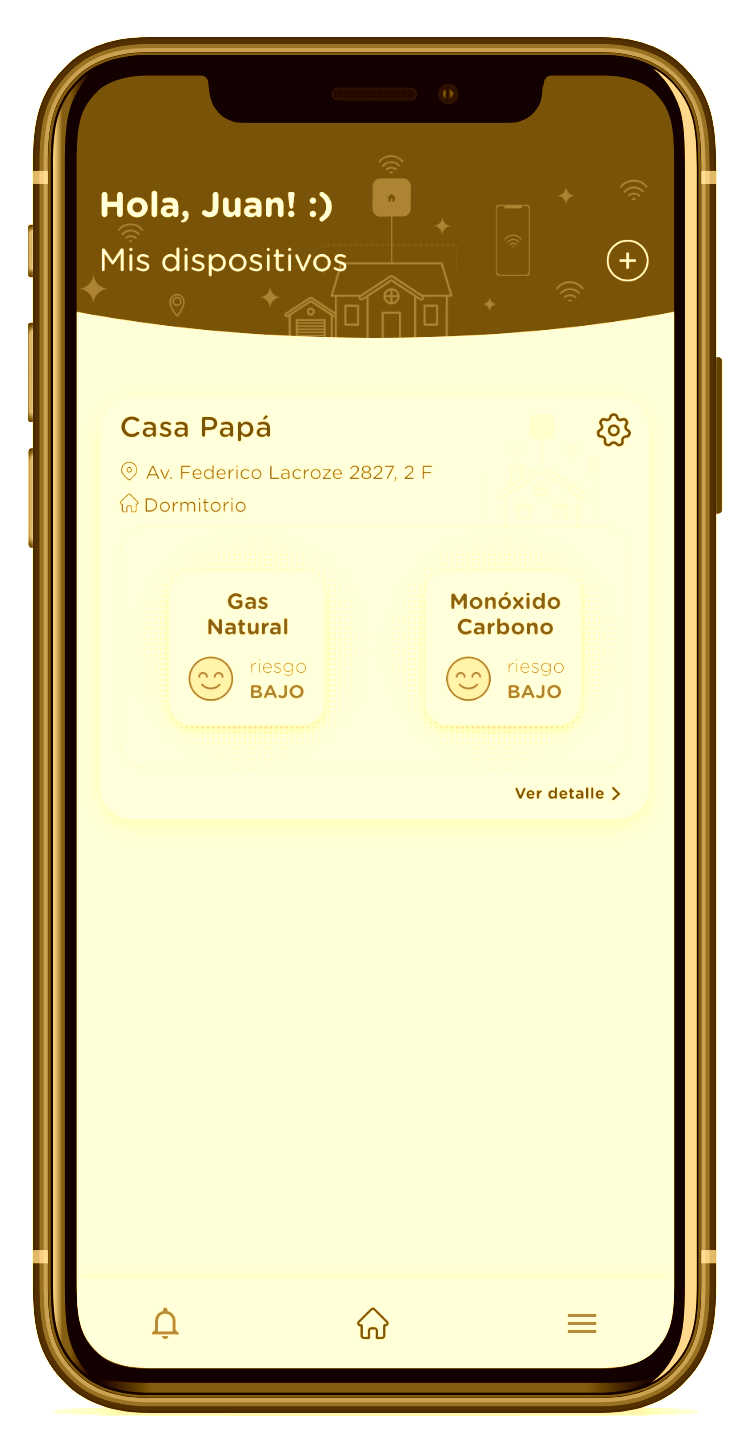 Hola, Juan! :)
Mis dispositivos
Casa Papá
Av. Federico Lacroze 2827, 2 F
Dormitorio
Gas
Natural
riesgo
BAJO
Monóxido
Carbono
riesgo
BAJO
Ver detalle